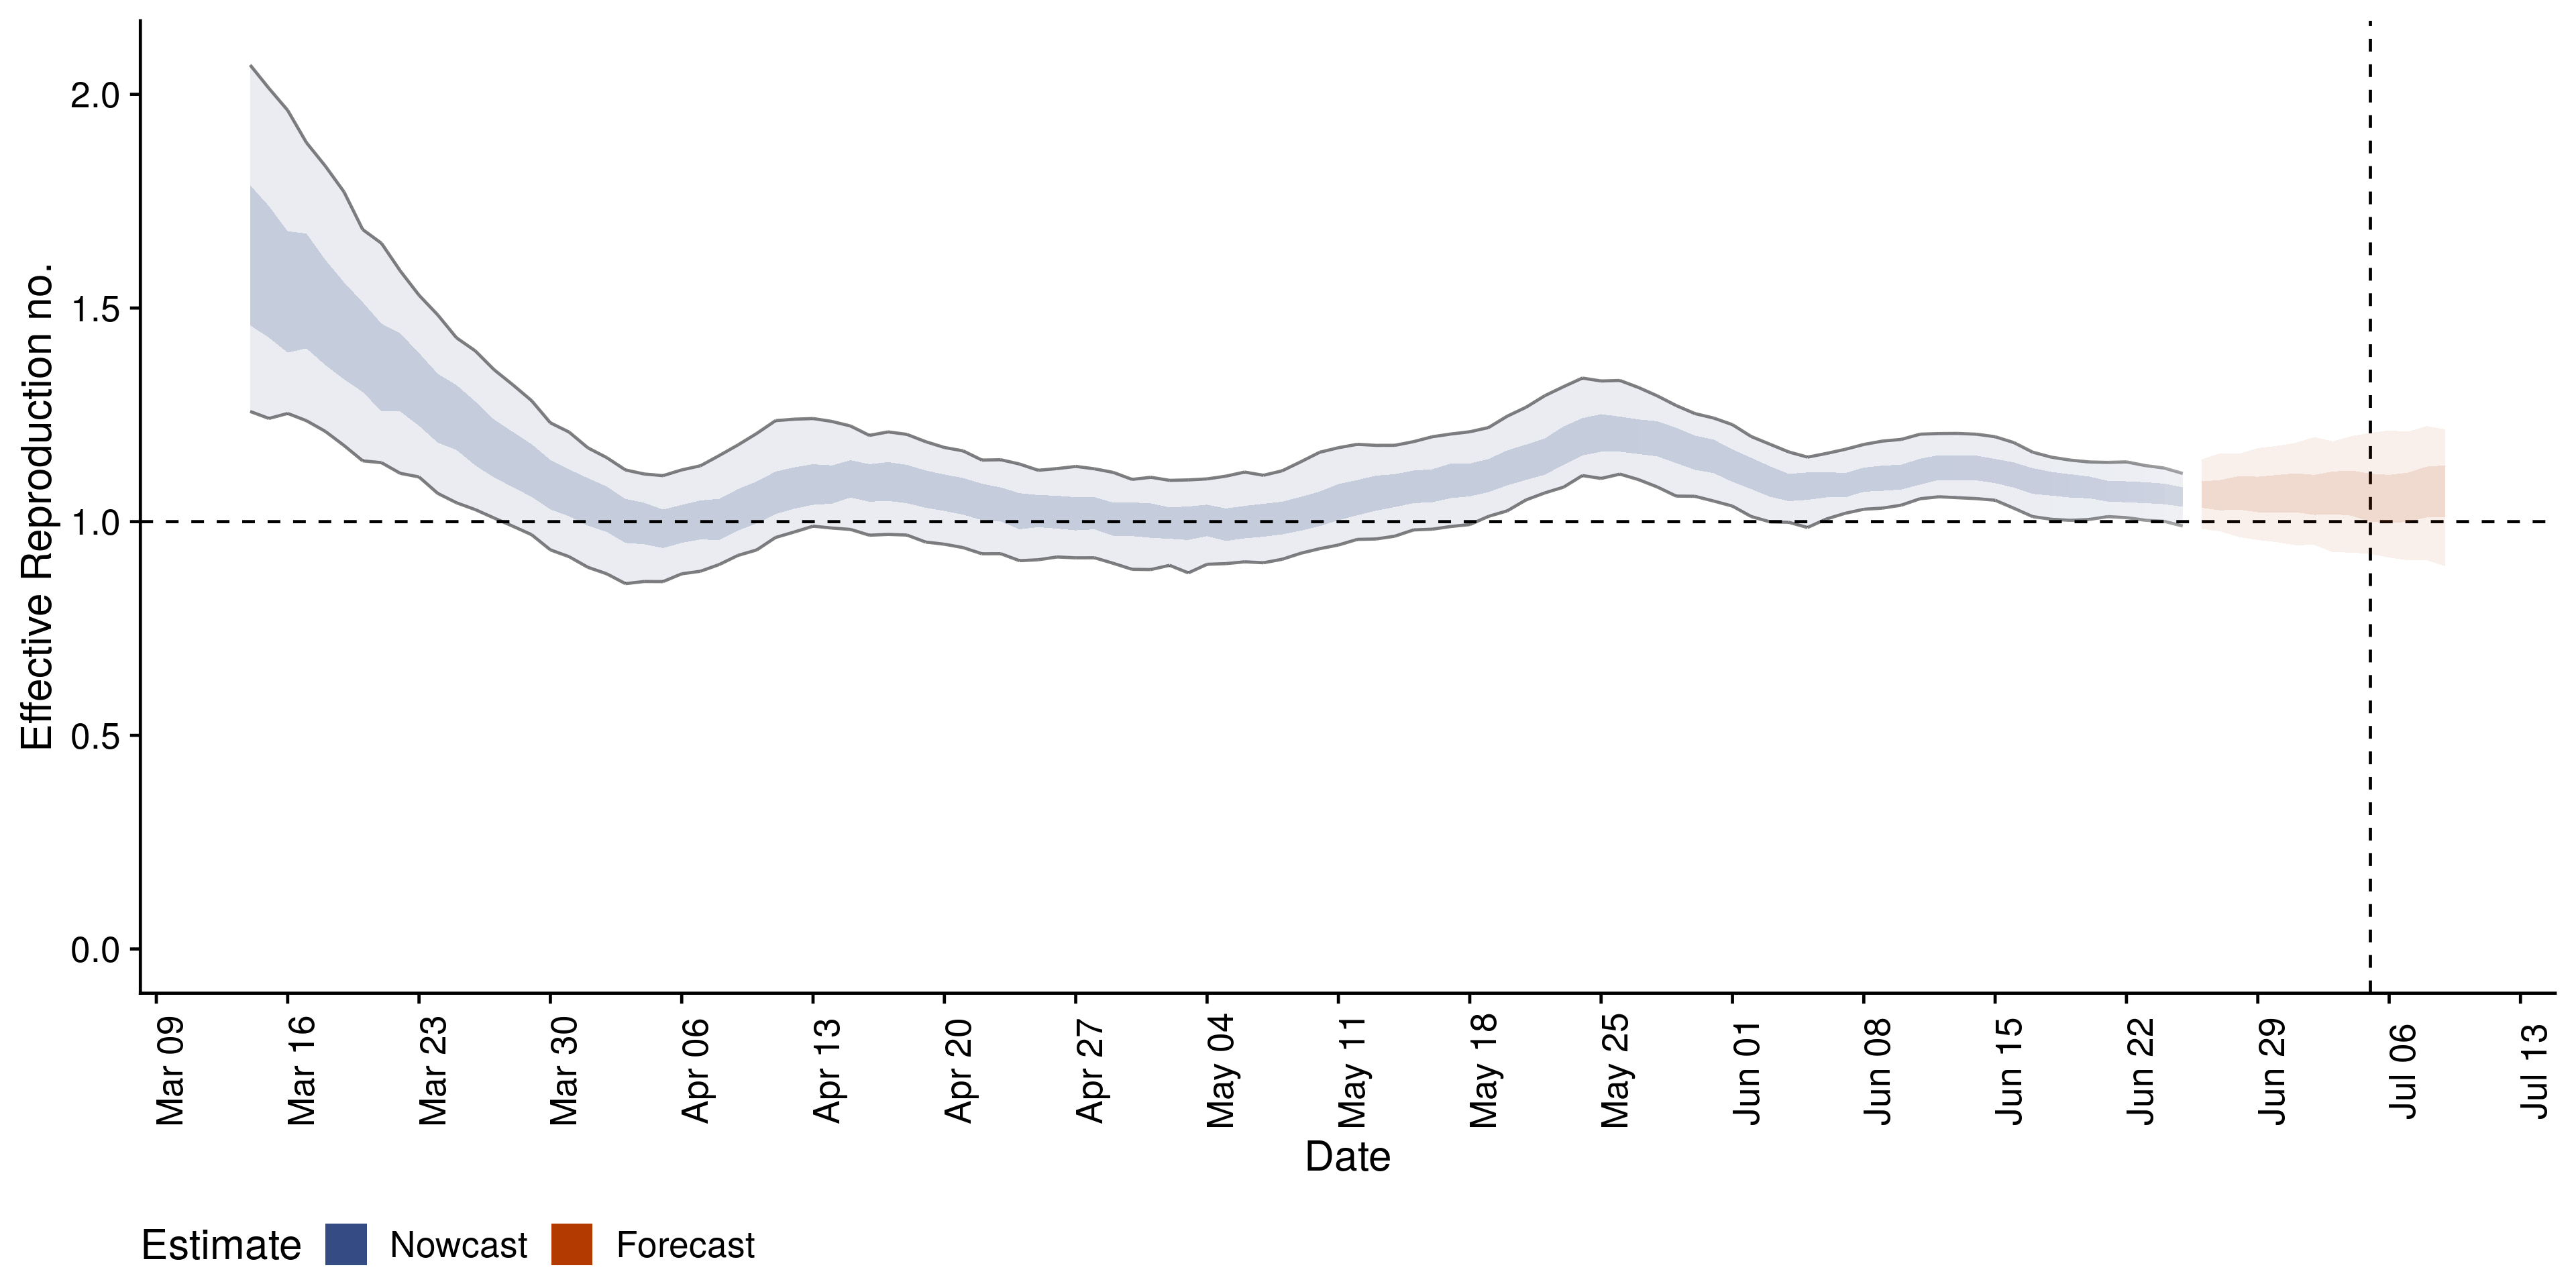 Effective Reproduction no.
2.0
1.5
1.0
0.5
0.0
Mar 09
Mar 16
Mar 23
Mar 30
Apr 06
Apr 13
Apr 20
Apr 27
May 04
May 11
May 18
May 25
Jun 01
Jun 08
Jun 15
Jun 22
Jun 29
Jul 06
Jul 13
Date
Estimate Nowcast Forecast